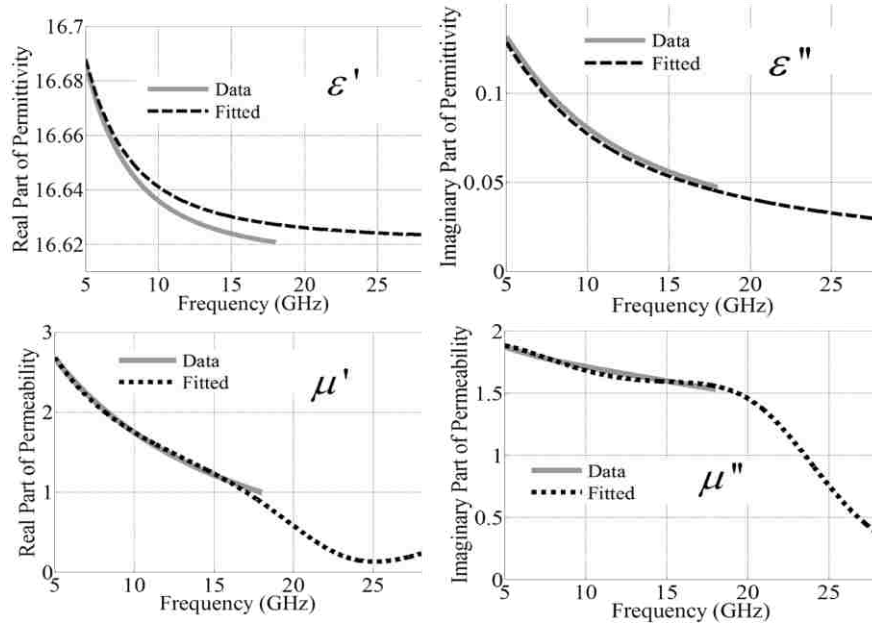 16.7
16.68
16.66
16.64
16.62
Real Part of Permittivity
Data
Fitted
ε'
5
10
15
20
25
Frequency (GHz)
0.1
0.05
0
Imaginary Part of Permittivity
Data
Fitted
ε"
5
10
15
20
25
Frequency (GHz)
3
2
1
0
Real Part of Permeability
Data
Fitted
μ'
5
10
15
20
25
Frequency (GHz)
2
1.5
1
0.5
0
Imaginary Part of Permeability
Data
Fitted
μ"
5
10
15
20
25
Frequency (GHz)